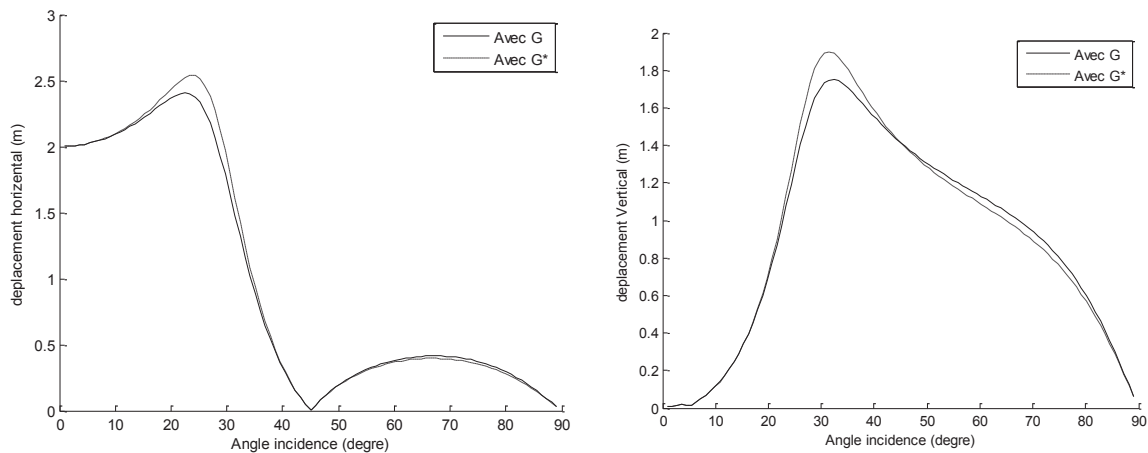 3
2.5
2
1.5
1
0.5
0
0 10 20 30 40 50 60 70 80 90
deplacement horizental (m)
Angle incidence (degre)
Avec G
Avec G*
2
1.8
1.6
1.4
1.2
1
0.8
0.6
0.4
0.2
0
0 10 20 30 40 50 60 70 80 90
deplacement Vertical (m)
Angle incidence (degre)
Avec G
Avec G*